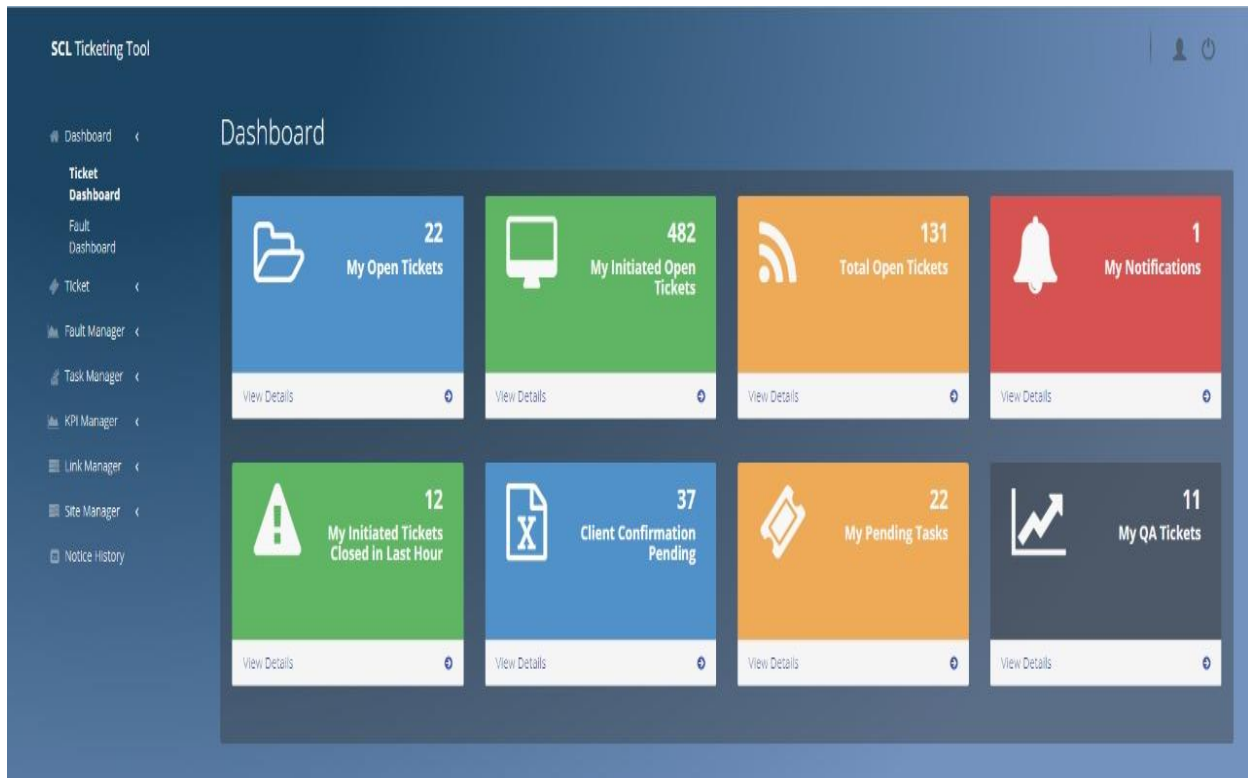 SCL Ticketing Tool
Dashboard
Ticket
Dashboard
Fault
Dashboard
Ticket
Fault Manager
Task Manager
KPI Manager
Link Manager
Site Manager
Notice History
Dashboard
22
My Open Tickets
View Details
482
My Initiated Open
Tickets
View Details
131
Total Open Tickets
View Details
1
My Notifications
View Details
12
My Initiated Tickets
Closed in Last Hour
View Details
X
37
Client Confirmation
Pending
View Details
22
My Pending Tasks
View Details
11
My QA Tickets
View Details